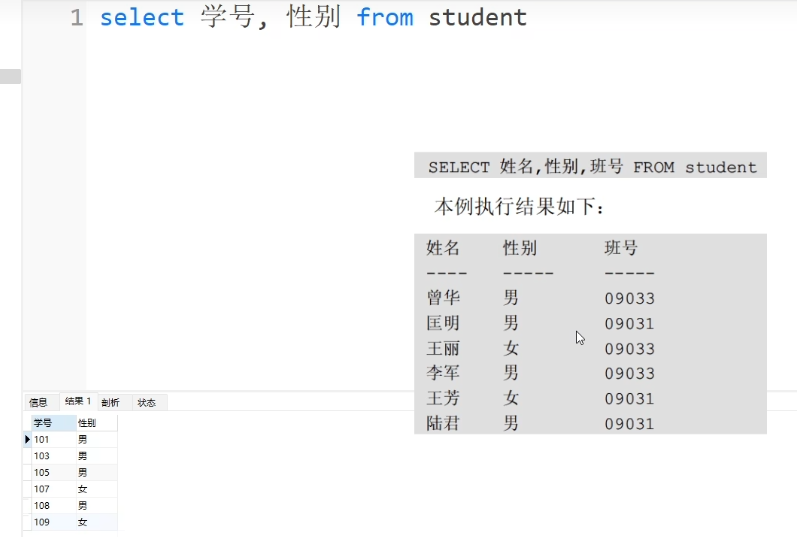 1 select 学号, 性别 from student
SELECT 姓名,性别,班号 FROM student
本例执行结果如下:
姓名 性别 班号
---- ----- -----
曾华 男 09033
匡明 男 09031
王丽 女 09033
李军 男 09033
王芳 女 09031
陆君 男 09031
信息 结果 1 剖析 状态
学号 性别
101 男
103 男
105 男
107 女
108 男
109 女